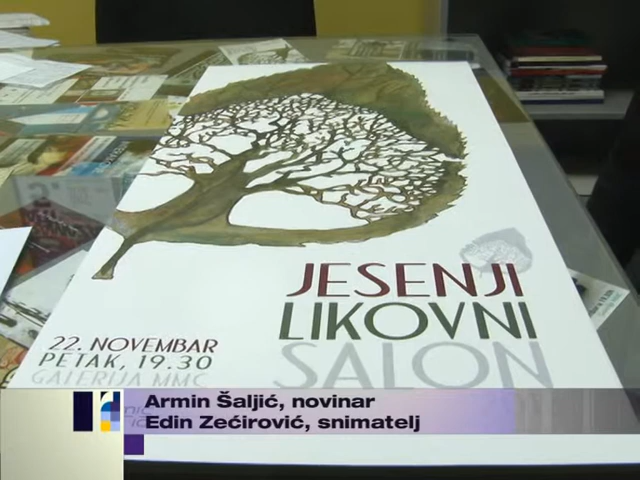 JESENJI
LIKOVNI
SALON
22. NOVEMBAR
PETAK, 19.30
GALERIJA MMC
Armin Šaljić, novinar
Edin Zećirović, snimatelj